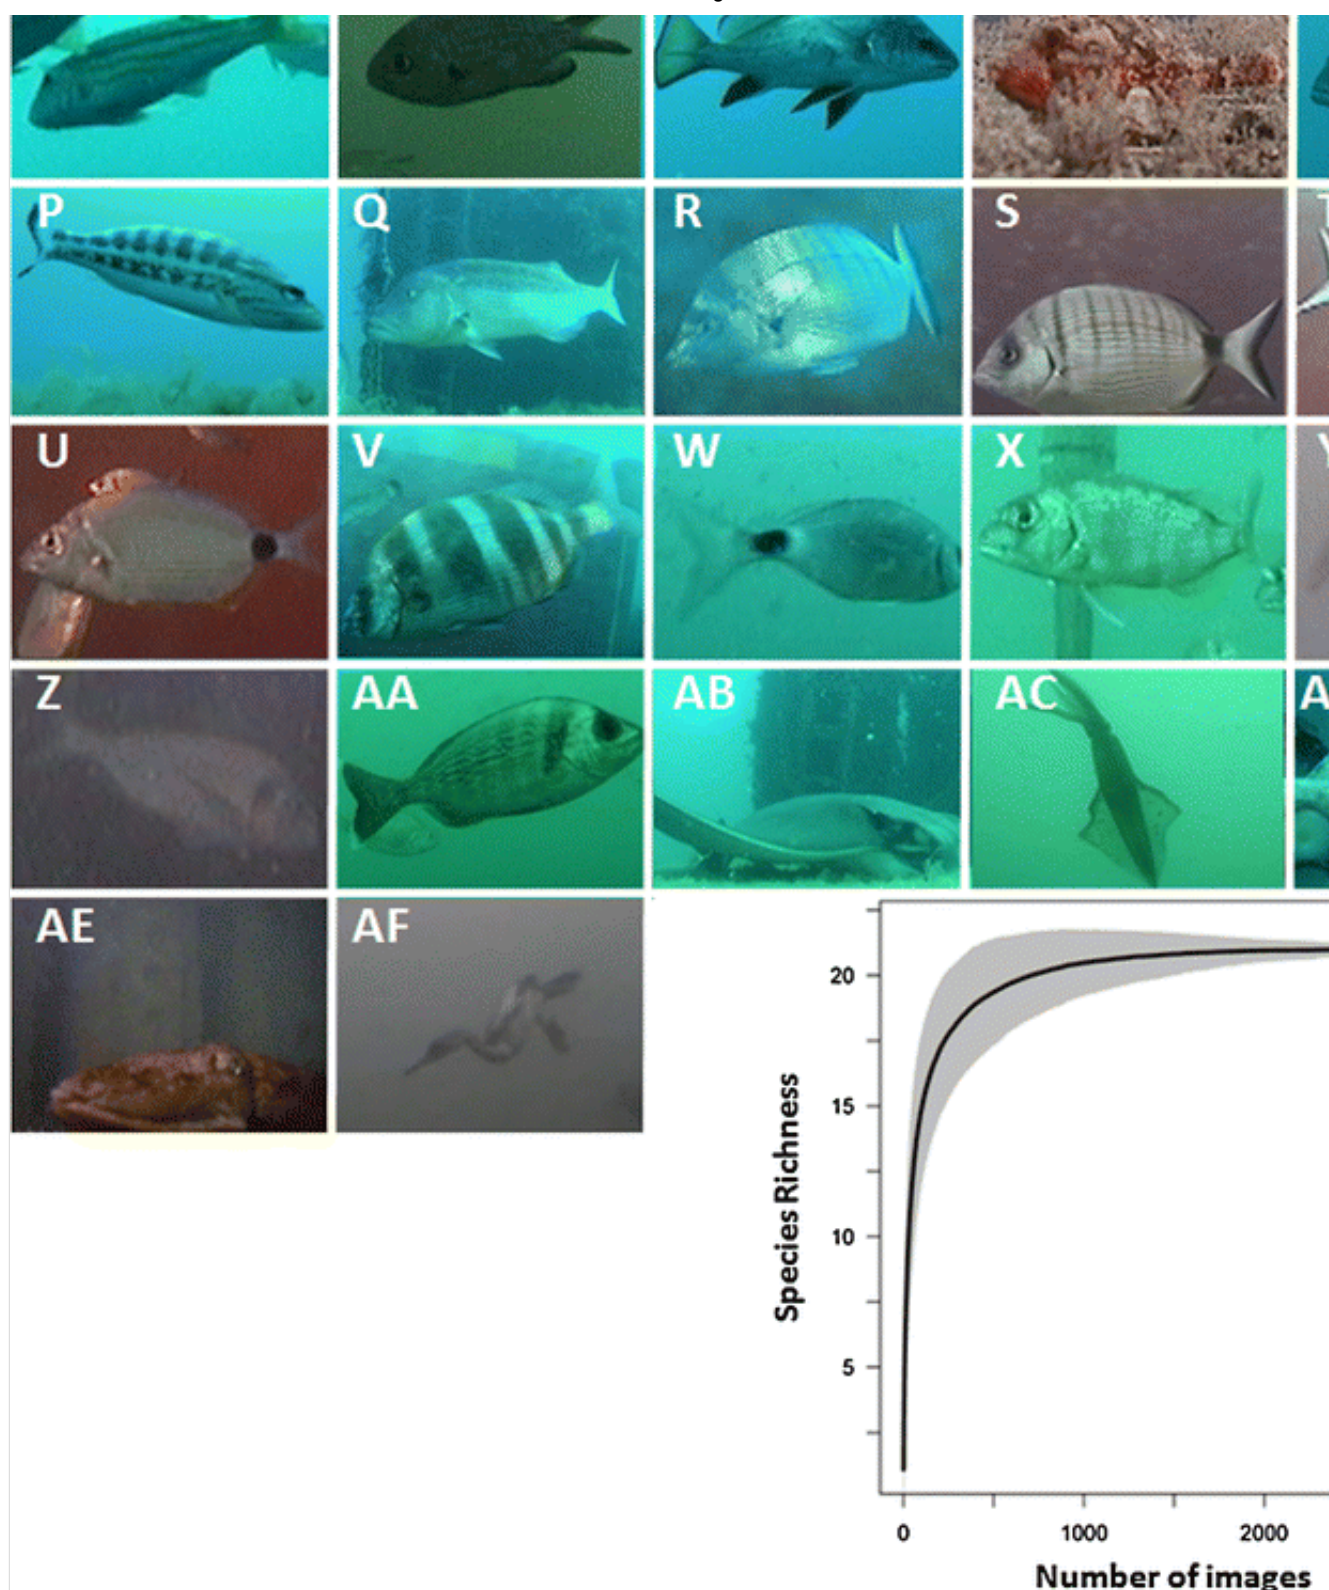 P Q R S
U V W X
Z AA AB AC A
AE AF
20
15
10
5
Species Richness
0 1000 2000
Number of images